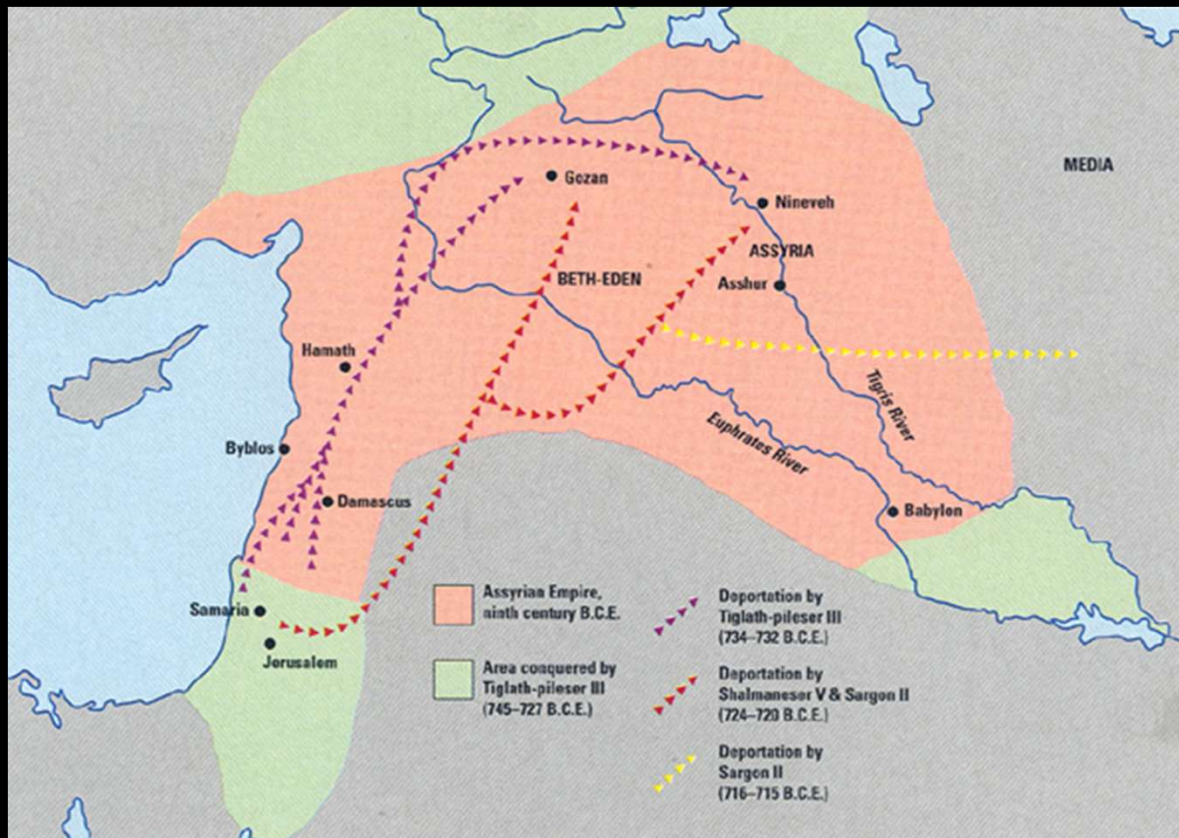 MEDIA
Gozan
Nineveh
ASSYRIA
BETH-EDEN
Asshur
Hamath
Tigris River
Byblos
Euphrates River
Damascus
Babylon
Samaria
Jerusalem
Assyrian Empire,
ninth century B.C.E.
Area conquered by
Tiglath-pileser III
(745–727 B.C.E.)
Deportation by
Tiglath-pileser III
(734–732 B.C.E.)
Deportation by
Shalmaneser V & Sargon II
(724–720 B.C.E.)
Deportation by
Sargon II
(716–715 B.C.E.)